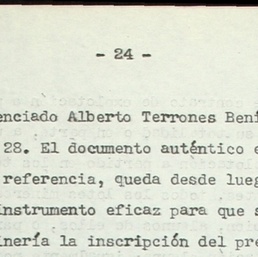 - 24 -
enciado Alberto Terrones Bení
28. El documento auténtico e
referencia, queda desde lueg
instrumento eficaz para que s
inería la inscripción del pre